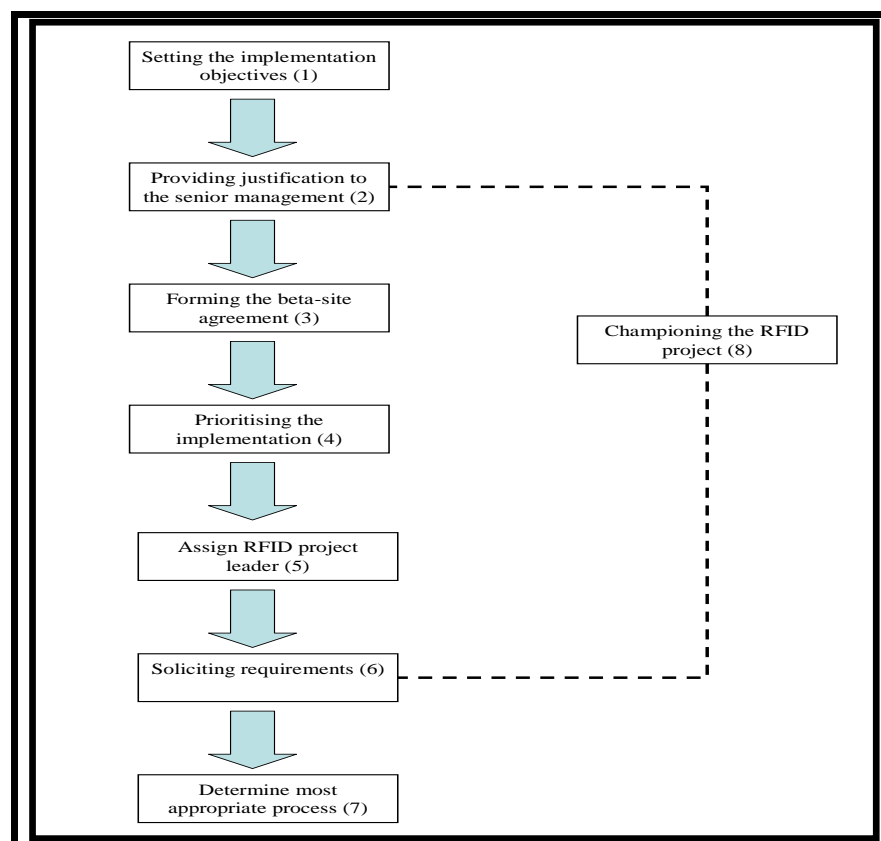 Setting the implementation
objectives (1)
Providing justification to
the senior management (2)
Forming the beta-site
agreement (3)
Championing the RFID
project (8)
Prioritising the
implementation (4)
Assign RFID project
leader (5)
Soliciting requirements (6)
Determine most
appropriate process (7)